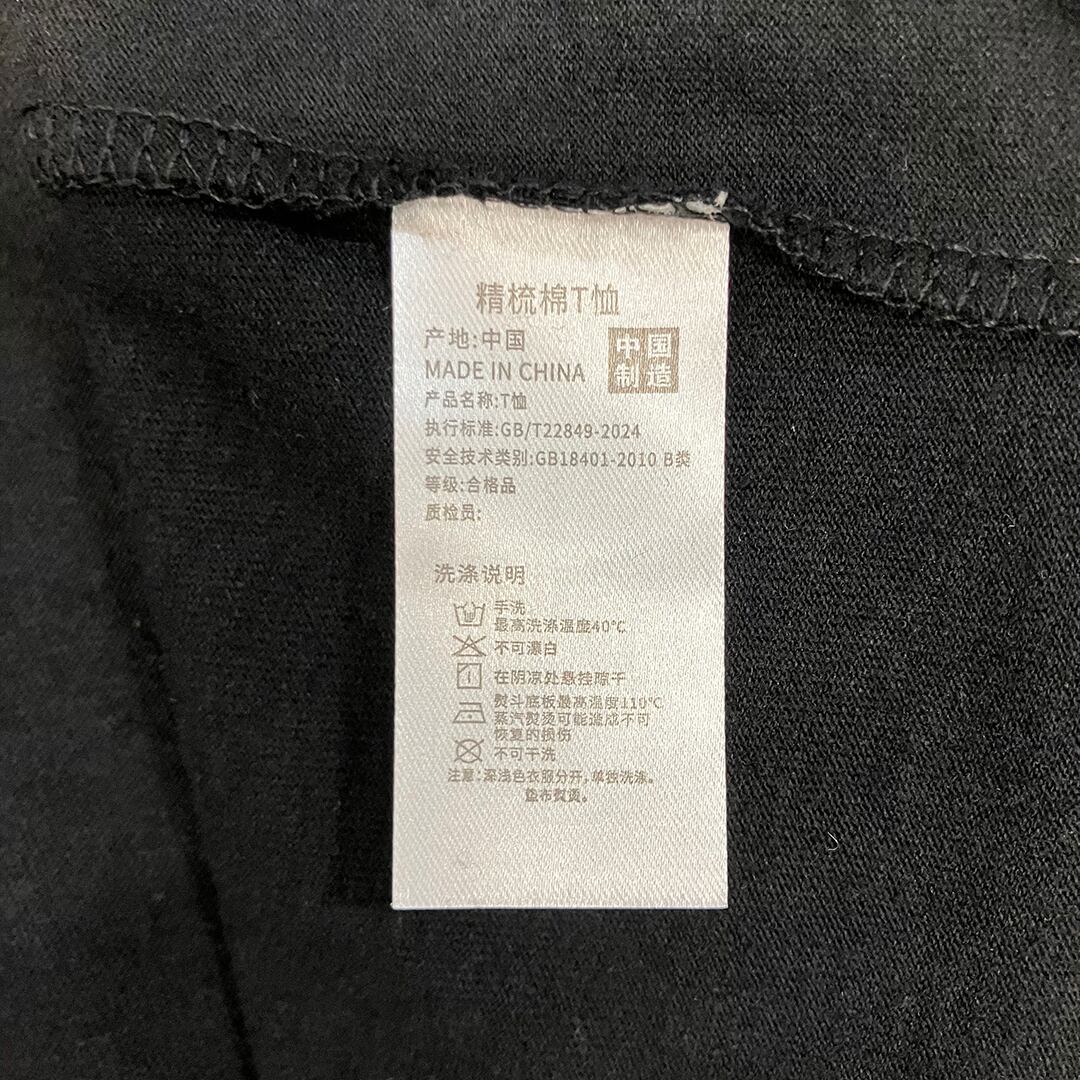 精梳棉T恤
产地:中国
MADE IN CHINA
中国
制造
产品名称:T恤
执行标准:GB/T22849-2024
安全技术类别:GB18401-2010 B类
等级:合格品
质检员:
洗涤说明
手洗
最高洗涤温度40℃
不可漂白
在阴凉处悬挂晾干
熨斗底板最高温度110℃
蒸汽熨烫可能造成不可
恢复的损伤
不可干洗
注意:深浅色衣服分开,单独洗涤。
垫布熨烫。